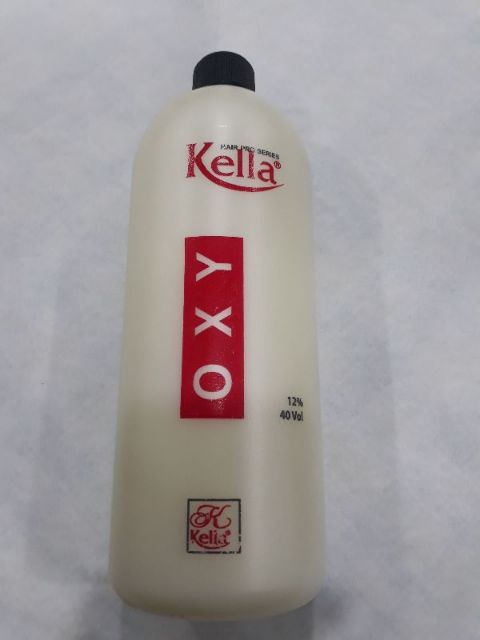 HAIR PRO SERIES
Kella®
OXY
12%
40 Vol
K
Kella®